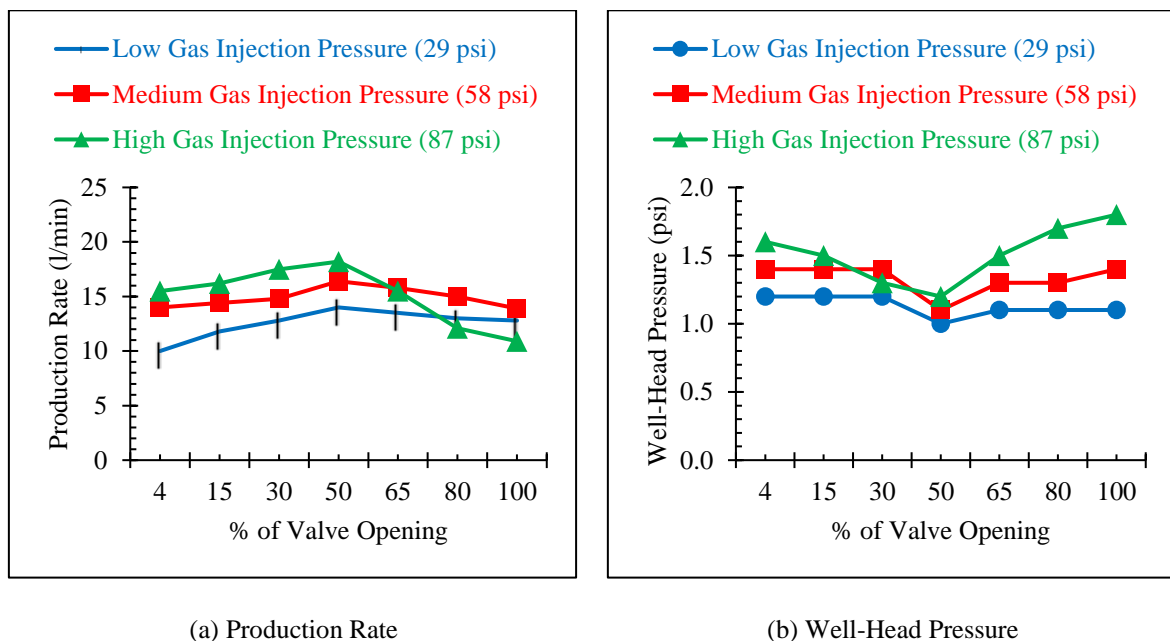 Low Gas Injection Pressure (29 psi)
Medium Gas Injection Pressure (58 psi)
High Gas Injection Pressure (87 psi)
Production Rate (l/min)
25
20
15
10
5
0
4 15 30 50 65 80 100
% of Valve Opening
(a) Production Rate
Low Gas Injection Pressure (29 psi)
Medium Gas Injection Pressure (58 psi)
High Gas Injection Pressure (87 psi)
Well-Head Pressure (psi)
2.0
1.5
1.0
0.5
0.0
4 15 30 50 65 80 100
% of Valve Opening
(b) Well-Head Pressure